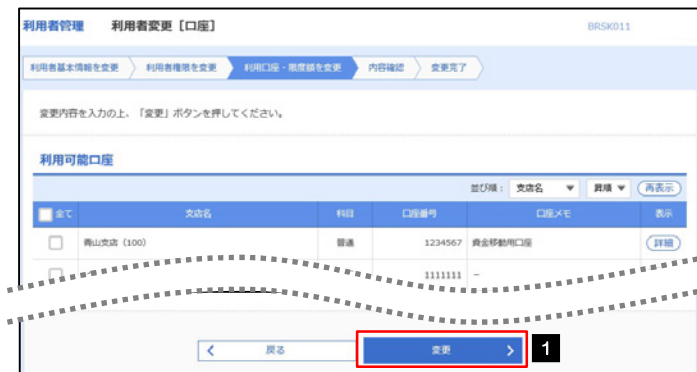 利用者管理 利用者変更［口座］ BRSK011
利用者基本情報を変更 利用者権限を変更 利用口座・限度額を変更 内容確認 変更完了
変更内容を入力の上、「変更」ボタンを押してください。
利用可能口座
並び順： 支店名 ▼ 昇順 ▼ 再表示
全て 支店名 科目 口座番号 口座メモ 表示
青山支店（100） 普通 1234567 資金移動用口座 詳細
1111111 －
戻る 変更 1